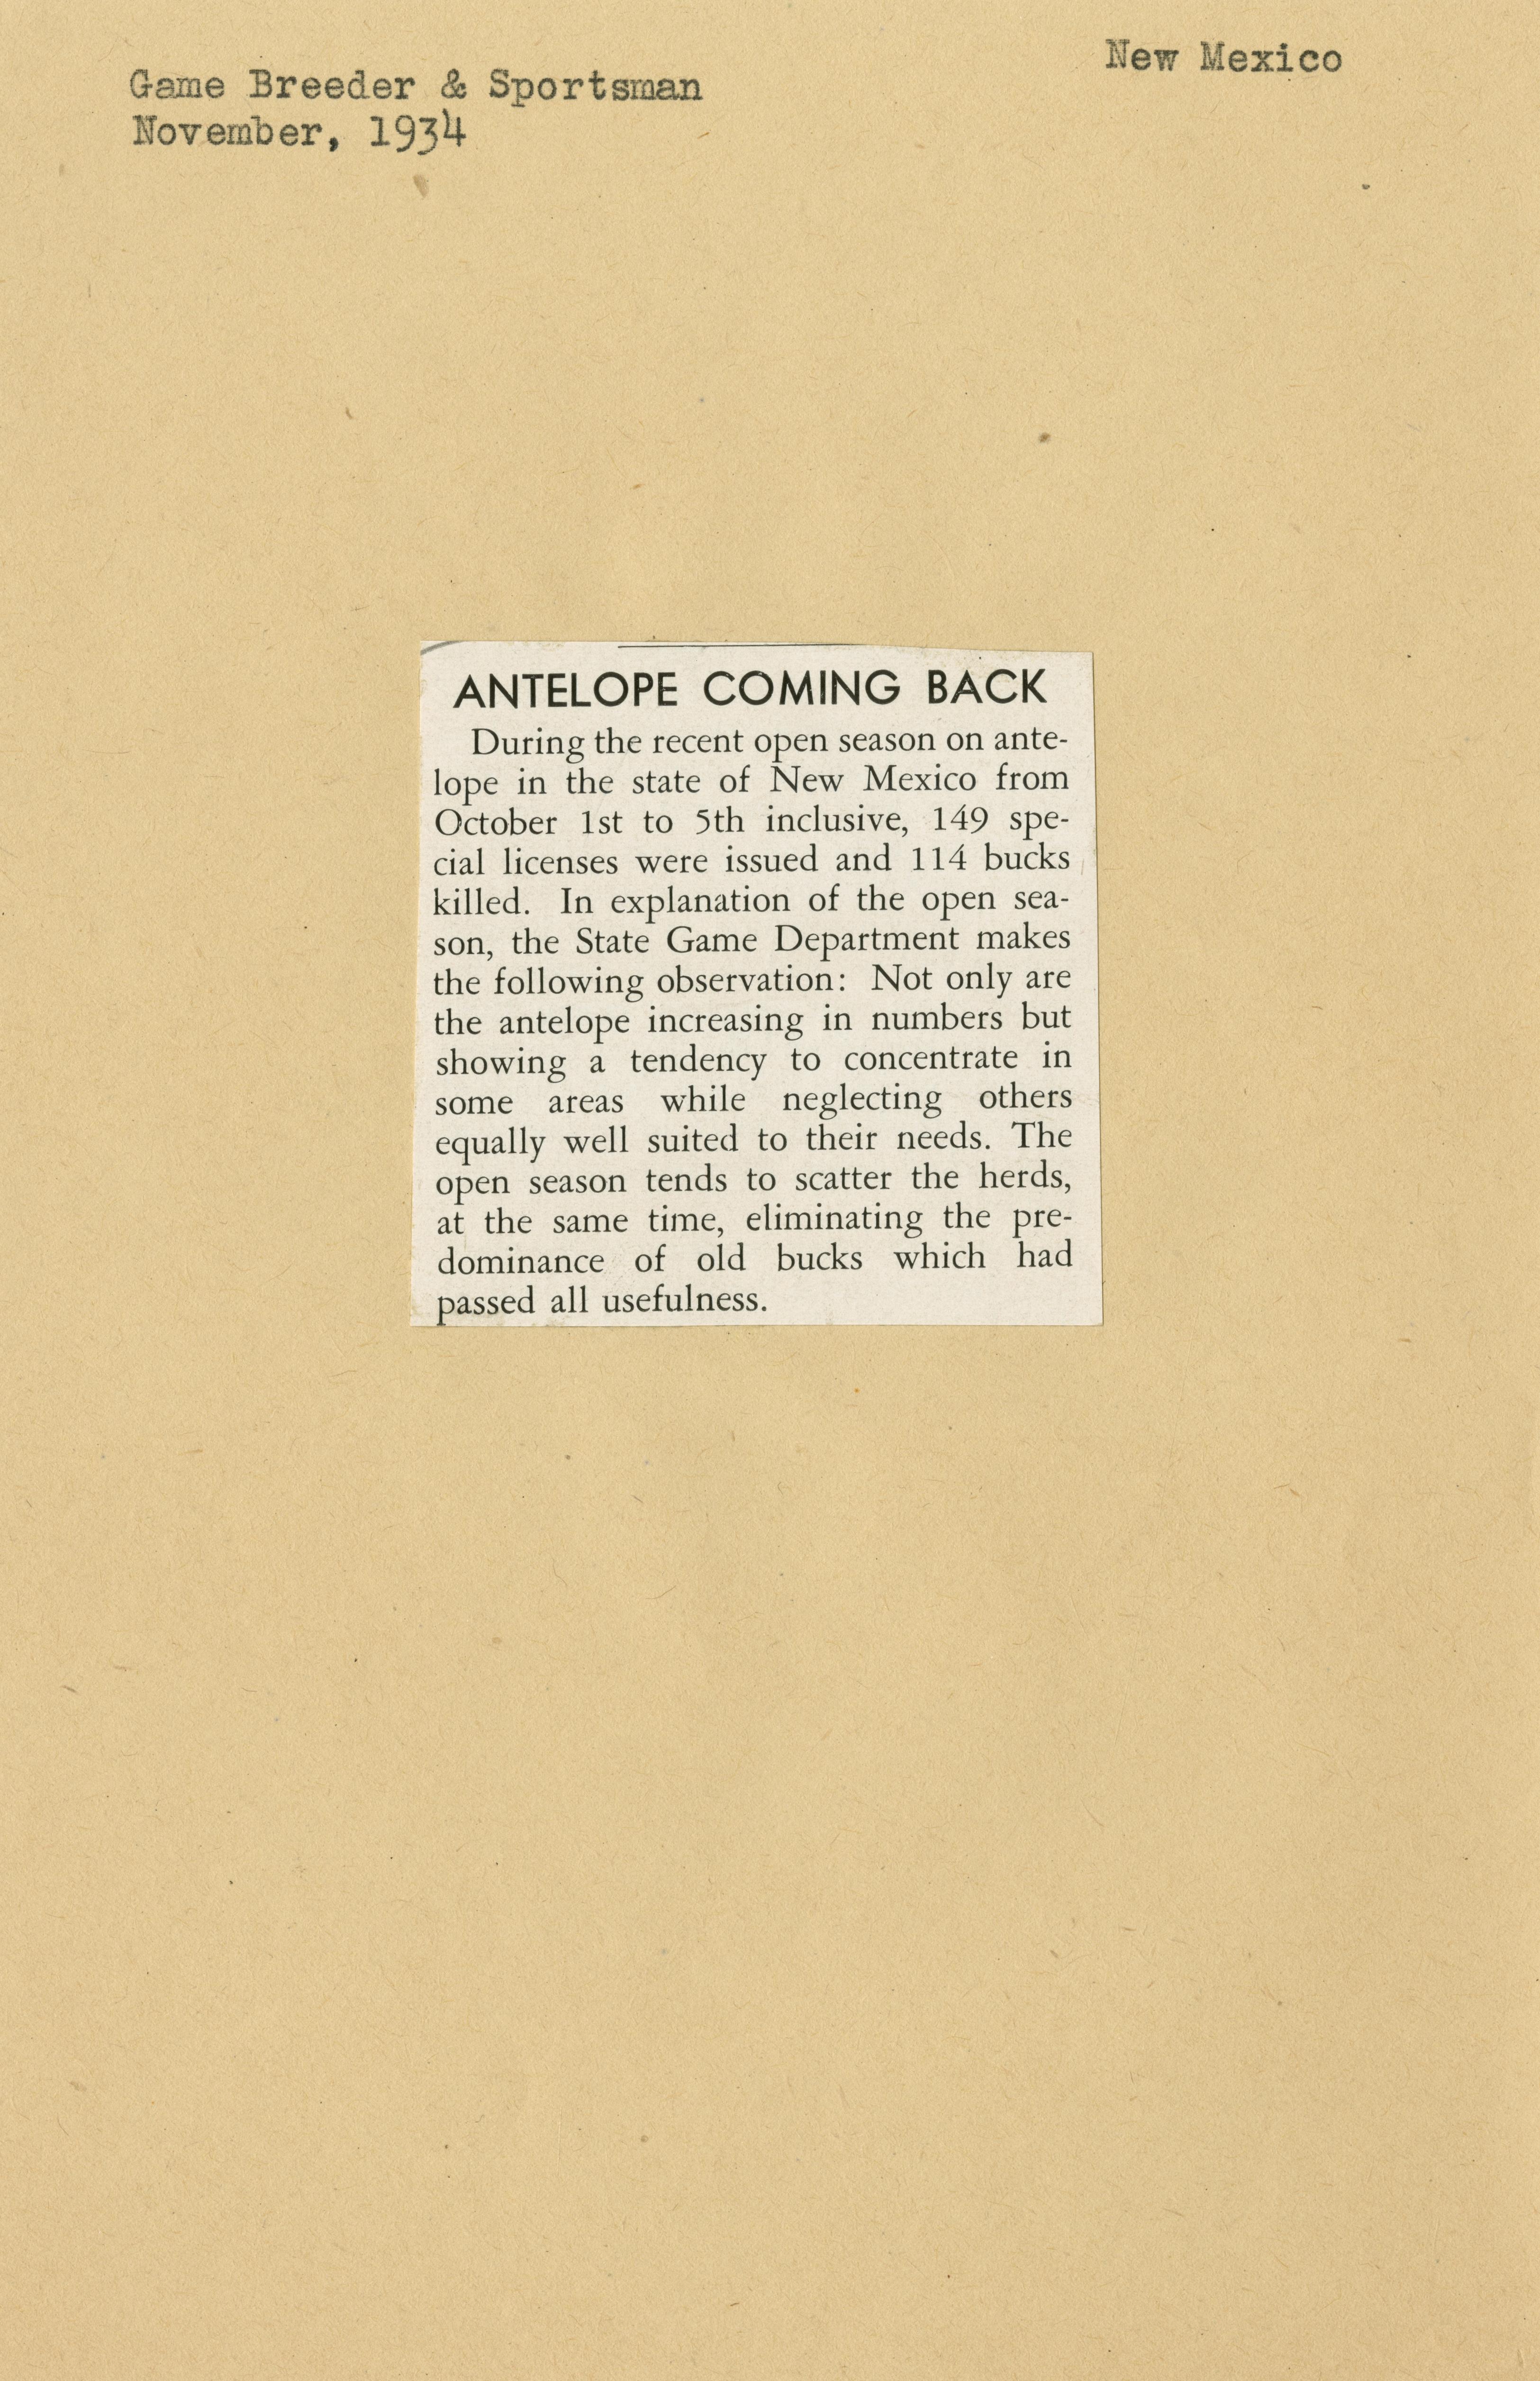 New Mexico
Game Breeder & Sportsman
November, 1934
ANTELOPE COMING BACK
During the recent open season on ante-
lope in the state of New Mexico from
October 1st to 5th inclusive, 149 spe-
cial licenses were issued and 114 bucks
killed. In explanation of the open sea-
son, the State Game Department makes
the following observation: Not only are
the antelope increasing in numbers but
showing a tendency to concentrate in
some areas while neglecting others
equally well suited to their needs. The
open season tends to scatter the herds,
at the same time, eliminating the pre-
dominance of old bucks which had
passed all usefulness.